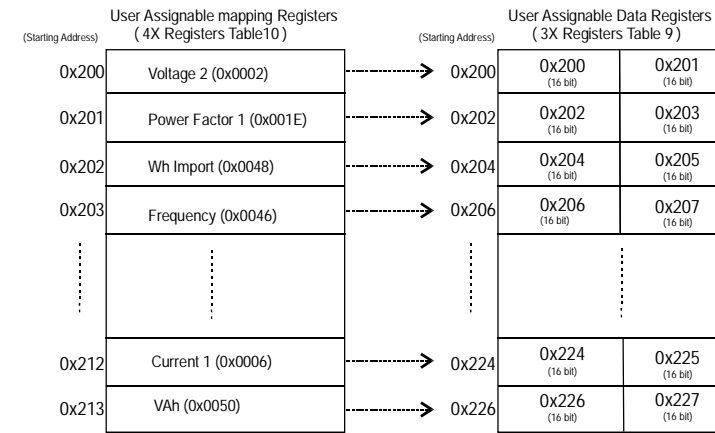 User Assignable mapping Registers
( 4X Registers Table10 )
(Starting Address)
0x200 Voltage 2 (0x0002)
0x201 Power Factor 1 (0x001E)
0x202 Wh Import (0x0048)
0x203 Frequency (0x0046)
0x212 Current 1 (0x0006)
0x213 VAh (0x0050)
User Assignable Data Registers
( 3X Registers Table 9 )
(Starting Address)
0x200 0x200 0x201
(16 bit) (16 bit)
0x202 0x202 0x203
(16 bit) (16 bit)
0x204 0x204 0x205
(16 bit) (16 bit)
0x206 0x206 0x207
(16 bit) (16 bit)
0x224 0x224 0x225
(16 bit) (16 bit)
0x226 0x226 0x227
(16 bit) (16 bit)